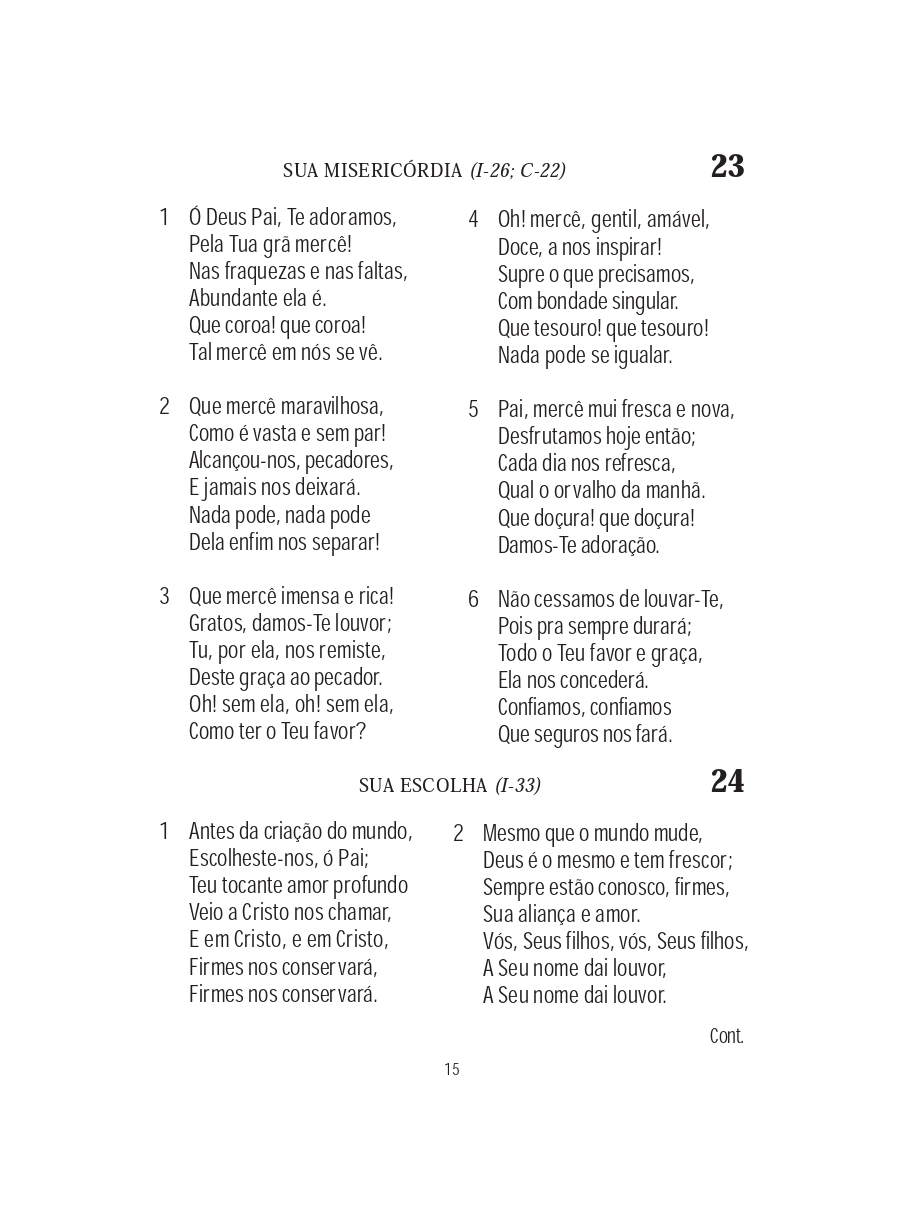 SUA MISERICÓRDIA (I-26; C-22) 23
1 Ó Deus Pai, Te adoramos,
Pela Tua grã mercê!
Nas fraquezas e nas faltas,
Abundante ela é.
Que coroa! que coroa!
Tal mercê em nós se vê.
2 Que mercê maravilhosa,
Como é vasta e sem par!
Alcançou-nos, pecadores,
E jamais nos deixará.
Nada pode, nada pode
Dela enfim nos separar!
3 Que mercê imensa e rica!
Gratos, damos-Te louvor;
Tu, por ela, nos remiste,
Deste graça ao pecador.
Oh! sem ela, oh! sem ela,
Como ter o Teu favor?
4 Oh! mercê, gentil, amável,
Doce, a nos inspirar!
Supre o que precisamos,
Com bondade singular.
Que tesouro! que tesouro!
Nada pode se igualar.
5 Pai, mercê mui fresca e nova,
Desfrutamos hoje então;
Cada dia nos refresca,
Qual o orvalho da manhã.
Que doçura! que doçura!
Damos-Te adoração.
6 Não cessamos de louvar-Te,
Pois pra sempre durará;
Todo o Teu favor e graça,
Ela nos concederá.
Confiamos, confiamos
Que seguros nos fará.
SUA ESCOLHA (I-33) 24
1 Antes da criação do mundo,
Escolheste-nos, ó Pai;
Teu tocante amor profundo
Veio a Cristo nos chamar,
E em Cristo, e em Cristo,
Firmes nos conservará,
Firmes nos conservará.
2 Mesmo que o mundo mude,
Deus é o mesmo e tem frescor;
Sempre estão conosco, firmes,
Sua aliança e amor.
Vós, Seus filhos, vós, Seus filhos,
A Seu nome dai louvor,
A Seu nome dai louvor.
Cont.
15